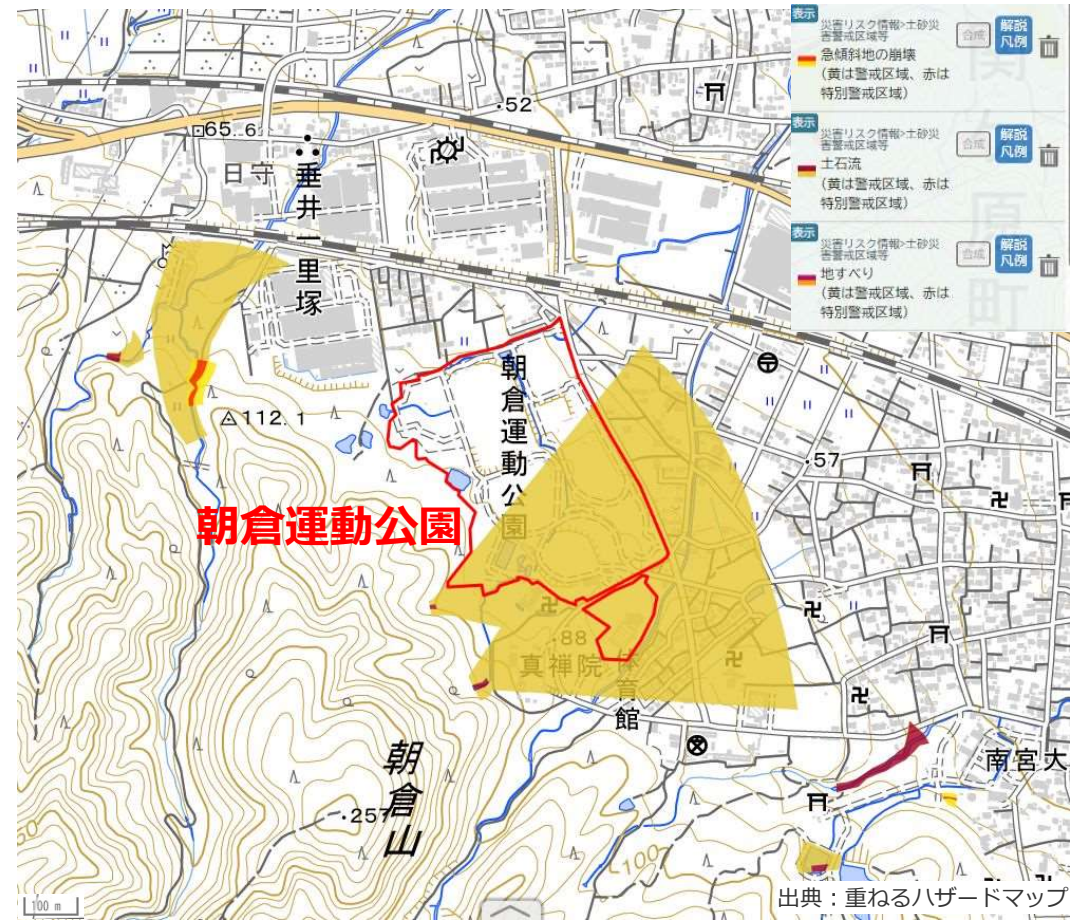 表示
災害リスク情報>土砂災
害警戒区域等
急傾斜地の崩壊
(黄は警戒区域、赤は
特別警戒区域)
合成
解説
凡例
表示
災害リスク情報>土砂災
害警戒区域等
土石流
(黄は警戒区域、赤は
特別警戒区域)
合成
解説
凡例
表示
災害リスク情報>土砂災
害警戒区域等
地すべり
(黄は警戒区域、赤は
特別警戒区域)
合成
解説
凡例
関
原
町
52
65.6
日守
垂井一里塚
朝倉運動公園
112.1
57
朝倉運動公園
88
真禅院
体育館
朝倉山
257
南宮大
100
100 m
出典：重ねるハザードマップ